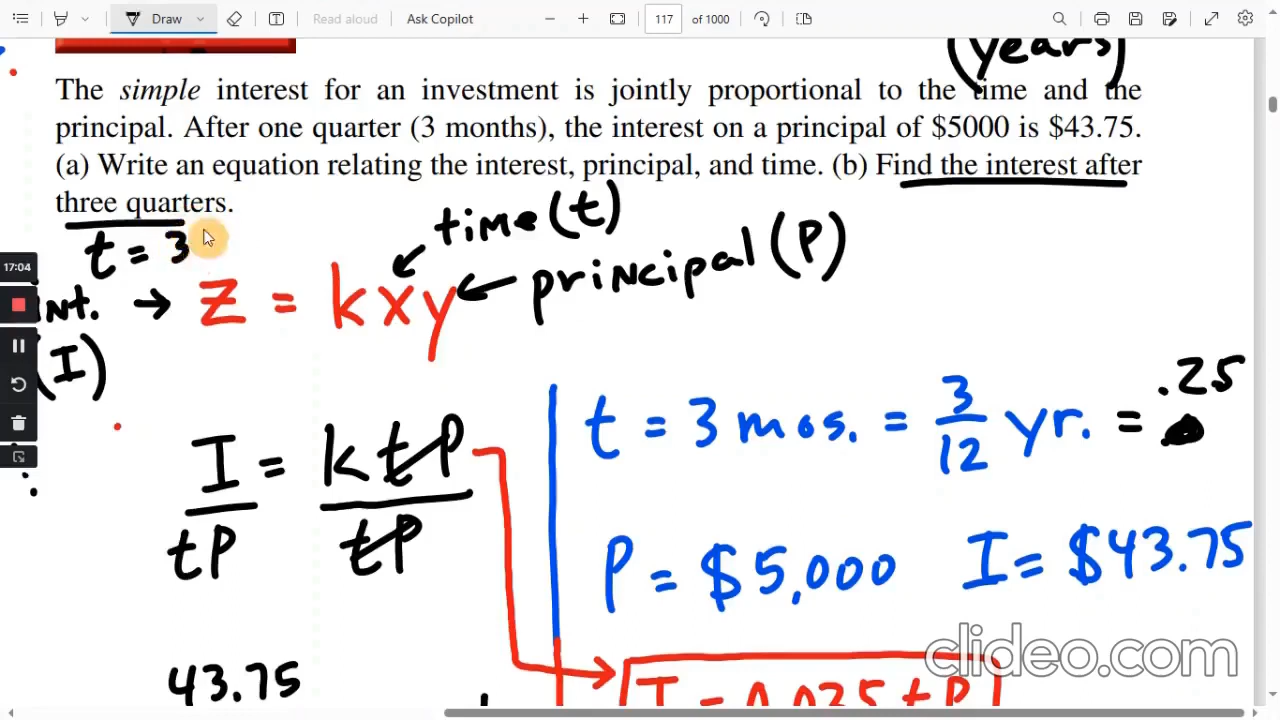 Draw
Read aloud
Ask Copilot
117 of 1000
(years)
The simple interest for an investment is jointly proportional to the time and the
principal. After one quarter (3 months), the interest on a principal of $5000 is $43.75.
(a) Write an equation relating the interest, principal, and time. (b) Find the interest after
three quarters.
time (t)
t = 3
principal (P)
17:04
int. → z = kxy
(I)
.25
t = 3 mos. = 3/12 yr. =
I = ktP
tP tP
P = $5,000 I = $43.75
clideo.com
43.75
I = 0.035 t P